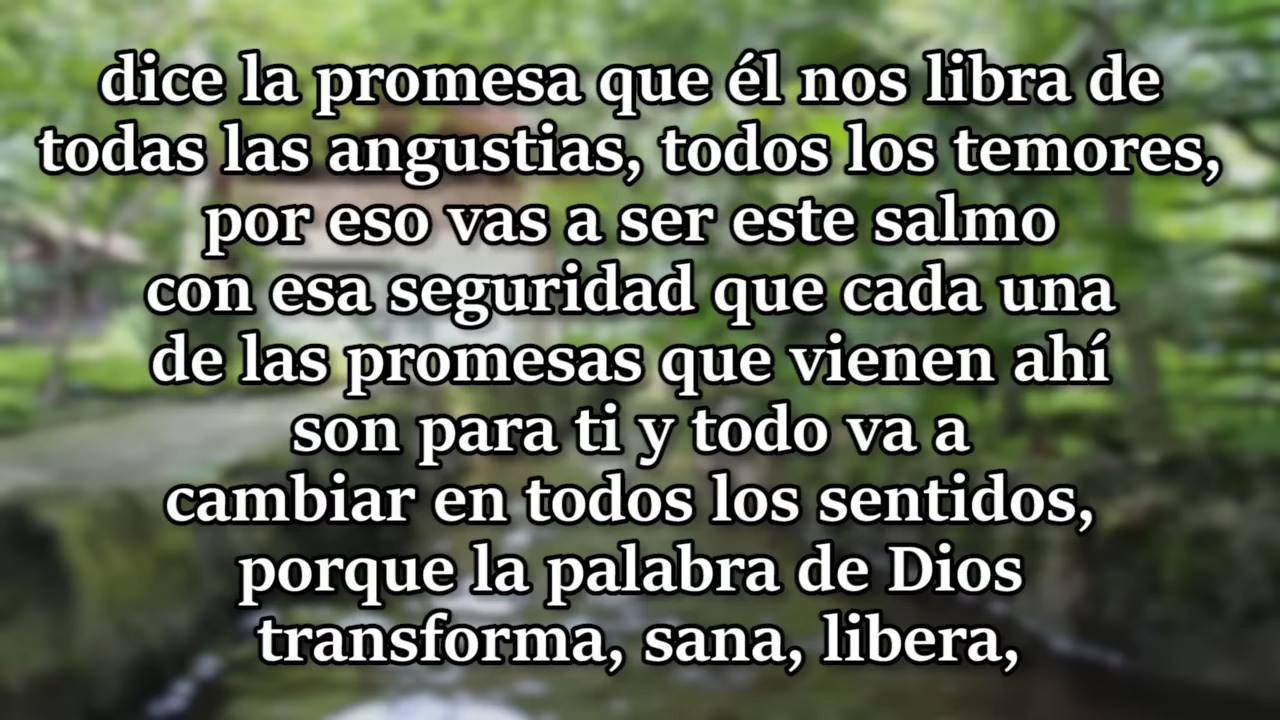 dice la promesa que él nos libra de
todas las angustias, todos los temores,
por eso vas a ser este salmo
con esa seguridad que cada una
de las promesas que vienen ahí
son para ti y todo va a
cambiar en todos los sentidos,
porque la palabra de Dios
transforma, sana, libera,